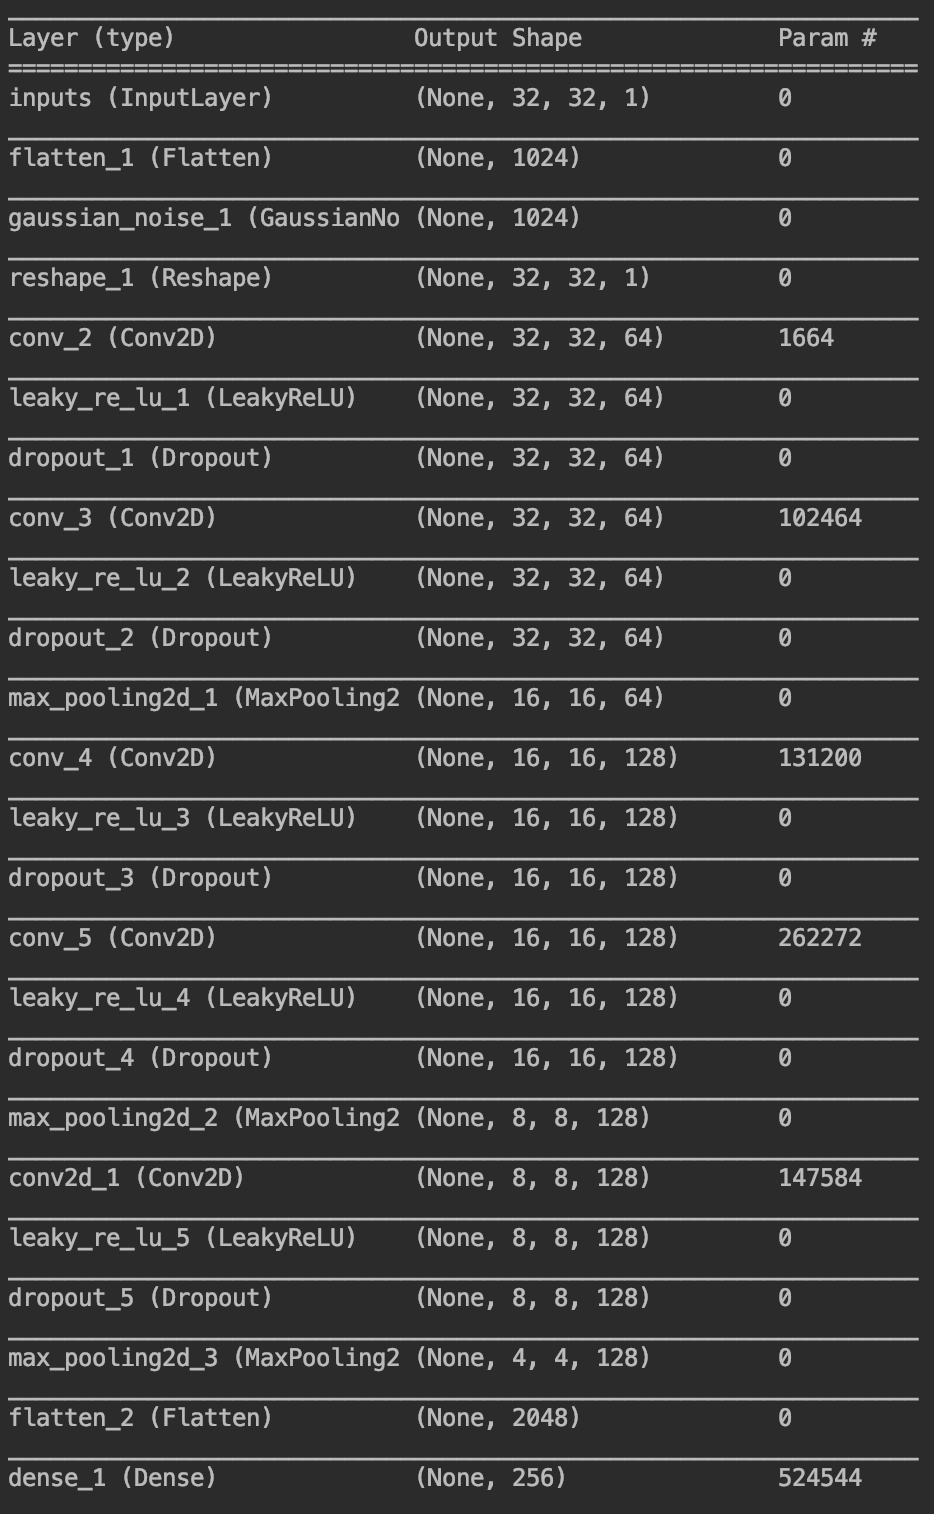 Layer (type) Output Shape Param #
=================================================================
inputs (InputLayer) (None, 32, 32, 1) 0
flatten_1 (Flatten) (None, 1024) 0
gaussian_noise_1 (GaussianNo (None, 1024) 0
reshape_1 (Reshape) (None, 32, 32, 1) 0
conv_2 (Conv2D) (None, 32, 32, 64) 1664
leaky_re_lu_1 (LeakyReLU) (None, 32, 32, 64) 0
dropout_1 (Dropout) (None, 32, 32, 64) 0
conv_3 (Conv2D) (None, 32, 32, 64) 102464
leaky_re_lu_2 (LeakyReLU) (None, 32, 32, 64) 0
dropout_2 (Dropout) (None, 32, 32, 64) 0
max_pooling2d_1 (MaxPooling2 (None, 16, 16, 64) 0
conv_4 (Conv2D) (None, 16, 16, 128) 131200
leaky_re_lu_3 (LeakyReLU) (None, 16, 16, 128) 0
dropout_3 (Dropout) (None, 16, 16, 128) 0
conv_5 (Conv2D) (None, 16, 16, 128) 262272
leaky_re_lu_4 (LeakyReLU) (None, 16, 16, 128) 0
dropout_4 (Dropout) (None, 16, 16, 128) 0
max_pooling2d_2 (MaxPooling2 (None, 8, 8, 128) 0
conv2d_1 (Conv2D) (None, 8, 8, 128) 147584
leaky_re_lu_5 (LeakyReLU) (None, 8, 8, 128) 0
dropout_5 (Dropout) (None, 8, 8, 128) 0
max_pooling2d_3 (MaxPooling2 (None, 4, 4, 128) 0
flatten_2 (Flatten) (None, 2048) 0
dense_1 (Dense) (None, 256) 524544